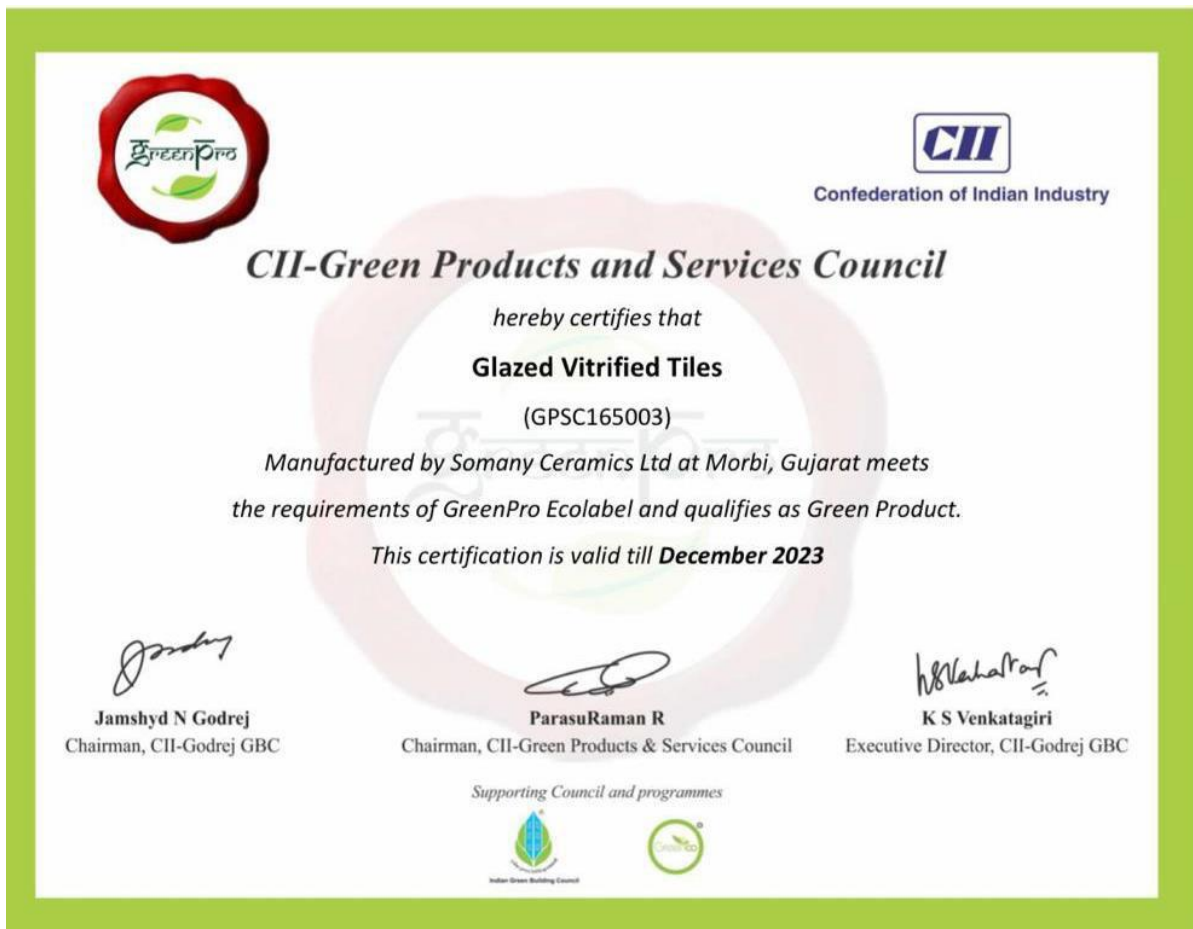 GreenPro
CII
Confederation of Indian Industry
CII-Green Products and Services Council
hereby certifies that
Glazed Vitrified Tiles
(GPSC165003)
Manufactured by Somany Ceramics Ltd at Morbi, Gujarat meets
the requirements of GreenPro Ecolabel and qualifies as Green Product.
This certification is valid till December 2023
Jamshyd N Godrej
Chairman, CII-Godrej GBC
ParasuRaman R
Chairman, CII-Green Products & Services Council
K S Venkatagiri
Executive Director, CII-Godrej GBC
Supporting Council and programmes
Indian Green Building Council
GreenCo